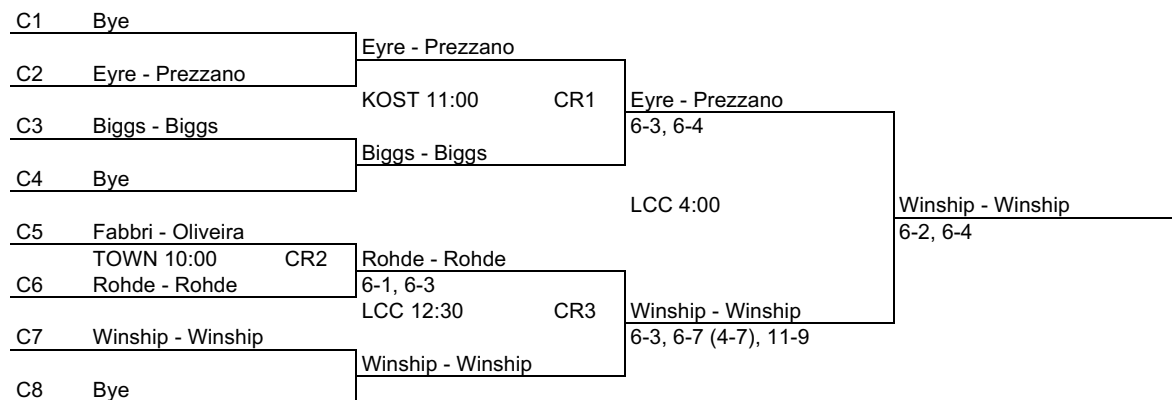 C1 Bye
Eyre - Prezzano
C2 Eyre - Prezzano
KOST 11:00 CR1 Eyre - Prezzano
C3 Biggs - Biggs 6-3, 6-4
Biggs - Biggs
C4 Bye
LCC 4:00 Winship - Winship
C5 Fabbri - Oliveira 6-2, 6-4
TOWN 10:00 CR2 Rohde - Rohde
C6 Rohde - Rohde 6-1, 6-3
LCC 12:30 CR3 Winship - Winship
C7 Winship - Winship 6-3, 6-7 (4-7), 11-9
Winship - Winship
C8 Bye